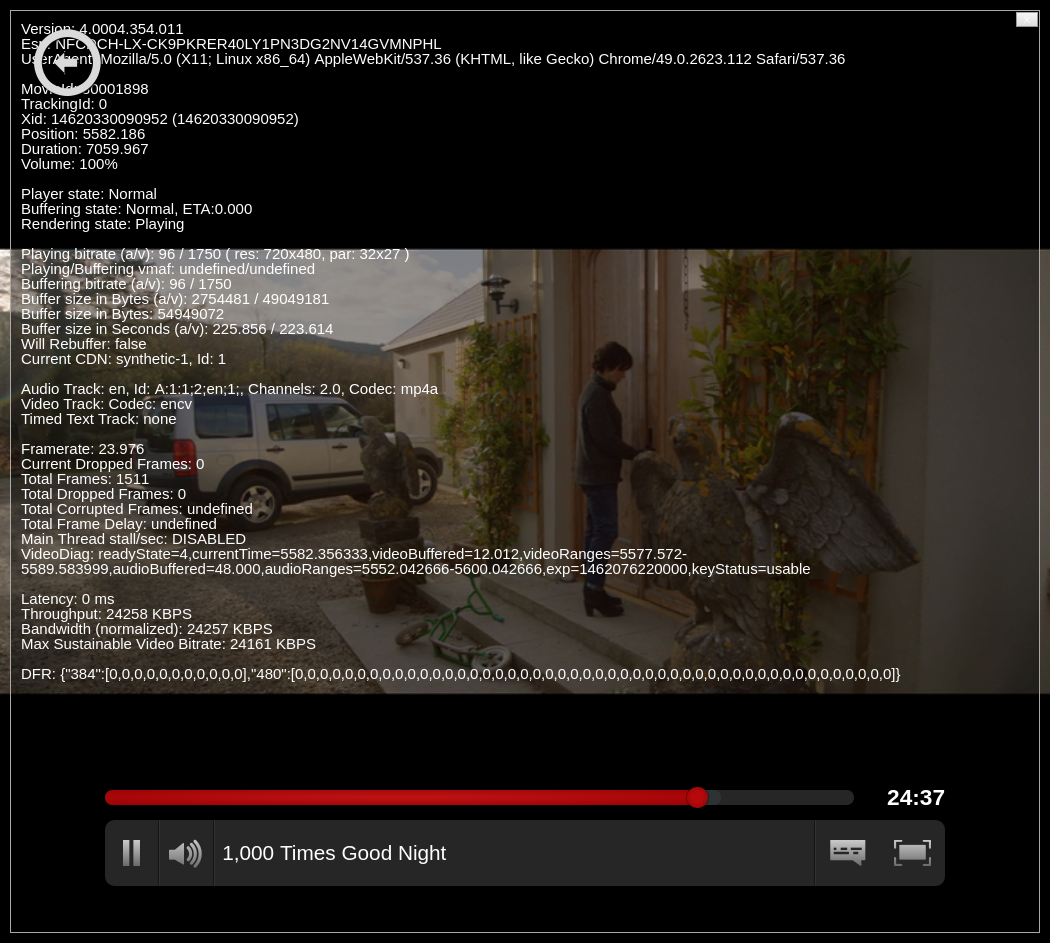 Version: 4.0004.354.011
Esn: NFCDCH-LX-CK9PKRER40LY1PN3DG2NV14GVMNPHL
UserAgent: Mozilla/5.0 (X11; Linux x86_64) AppleWebKit/537.36 (KHTML, like Gecko) Chrome/49.0.2623.112 Safari/537.36
MovieId: 80001898
TrackingId: 0
Xid: 14620330090952 (14620330090952)
Position: 5582.186
Duration: 7059.967
Volume: 100%
Player state: Normal
Buffering state: Normal, ETA:0.000
Rendering state: Playing
Playing bitrate (a/v): 96 / 1750 ( res: 720x480, par: 32x27 )
Playing/Buffering vmaf: undefined/undefined
Buffering bitrate (a/v): 96 / 1750
Buffer size in Bytes (a/v): 2754481 / 49049181
Buffer size in Bytes: 54949072
Buffer size in Seconds (a/v): 225.856 / 223.614
Will Rebuffer: false
Current CDN: synthetic-1, Id: 1
Audio Track: en, Id: A:1:1;2;en;1;, Channels: 2.0, Codec: mp4a
Video Track: Codec: encv
Timed Text Track: none
Framerate: 23.976
Current Dropped Frames: 0
Total Frames: 1511
Total Dropped Frames: 0
Total Corrupted Frames: undefined
Total Frame Delay: undefined
Main Thread stall/sec: DISABLED
VideoDiag: readyState=4,currentTime=5582.356333,videoBuffered=12.012,videoRanges=5577.572-
5589.583999,audioBuffered=48.000,audioRanges=5552.042666-5600.042666,exp=1462076220000,keyStatus=usable
Latency: 0 ms
Throughput: 24258 KBPS
Bandwidth (normalized): 24257 KBPS
Max Sustainable Video Bitrate: 24161 KBPS
DFR: {"384":[0,0,0,0,0,0,0,0,0,0,0],"480":[0,0,0,0,0,0,0,0,0,0,0,0,0,0,0,0,0,0,0,0,0,0,0,0,0,0,0,0,0,0,0,0,0,0,0,0,0,0,0,0,0,0,0,0,0,0,0,0]}
24:37
1,000 Times Good Night